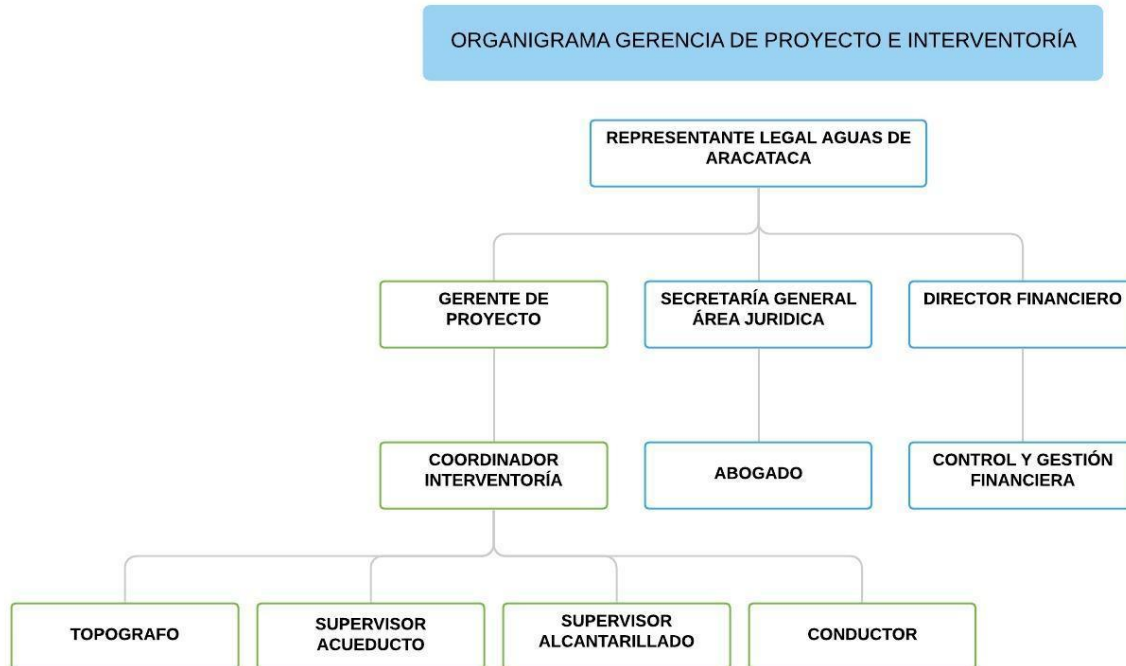 ORGANIGRAMA GERENCIA DE PROYECTO E INTERVENTORÍA
REPRESENTANTE LEGAL AGUAS DE
ARACATACA
GERENTE DE
PROYECTO
SECRETARÍA GENERAL
ÁREA JURIDICA
DIRECTOR FINANCIERO
COORDINADOR
INTERVENTORÍA
ABOGADO
CONTROL Y GESTIÓN
FINANCIERA
TOPOGRAFO
SUPERVISOR
ACUEDUCTO
SUPERVISOR
ALCANTARILLADO
CONDUCTOR